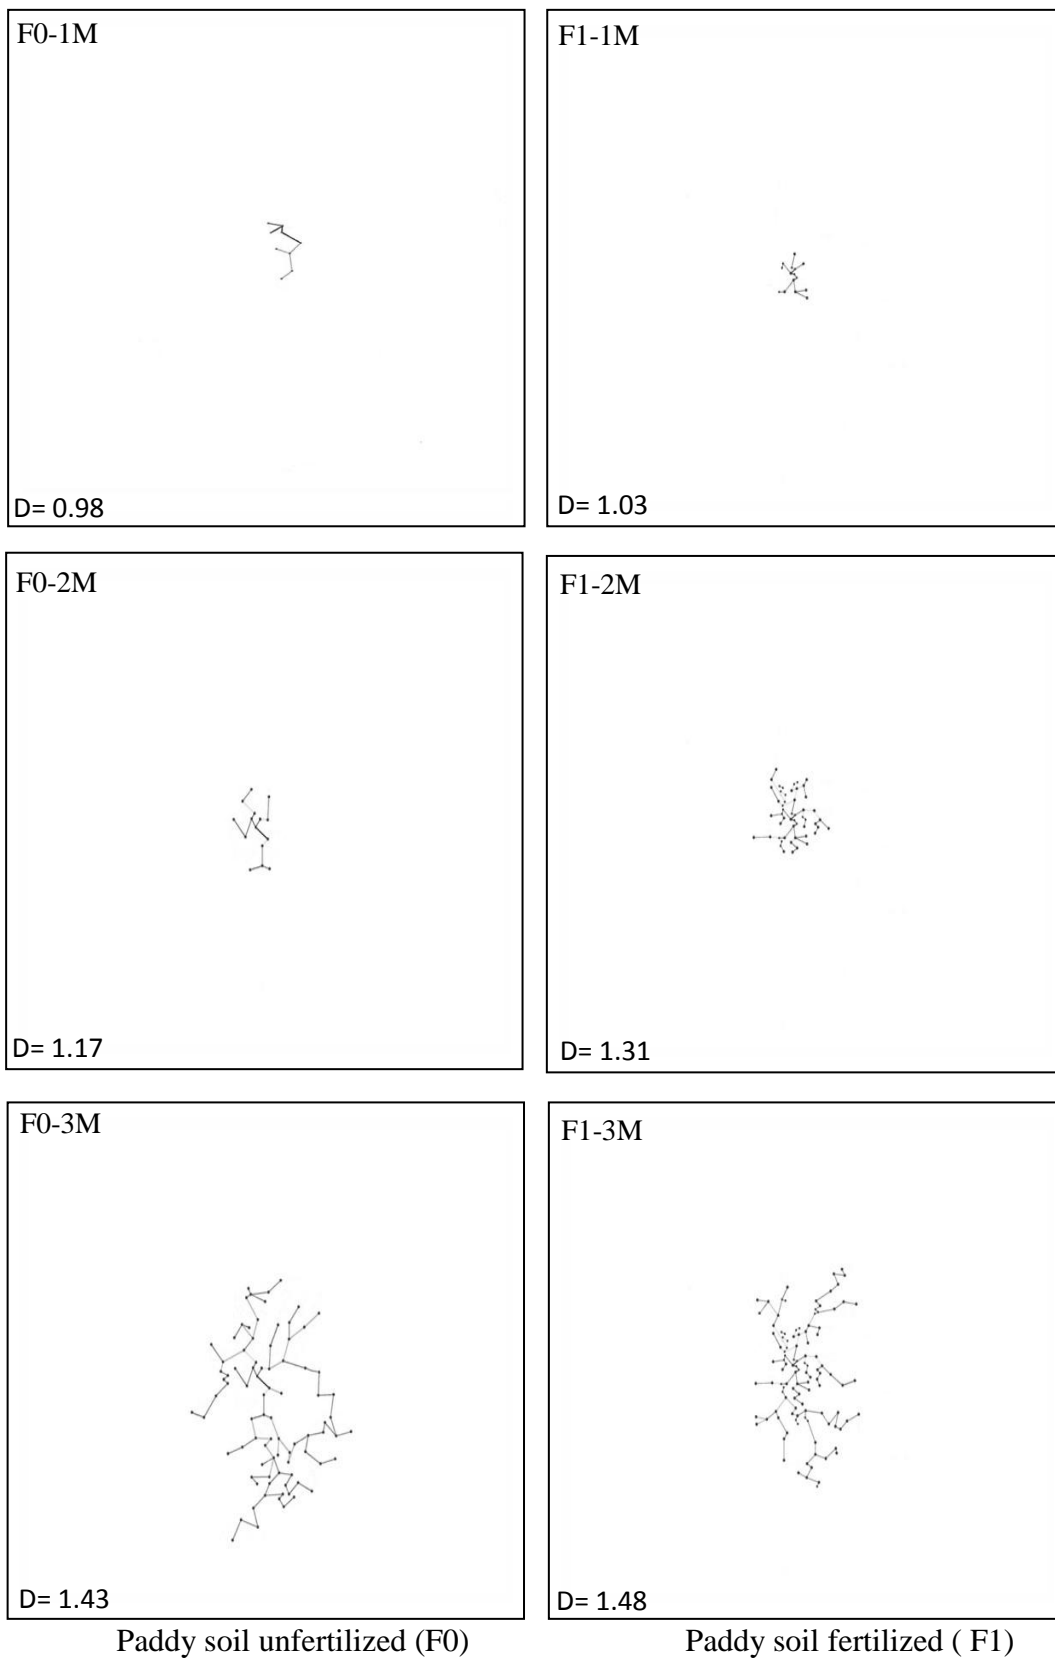 F0-1M
F1-1M
D= 0.98
D= 1.03
F0-2M
F1-2M
D= 1.17
D= 1.31
F0-3M
F1-3M
D= 1.43
D= 1.48
Paddy soil unfertilized (F0)
Paddy soil fertilized ( F1)